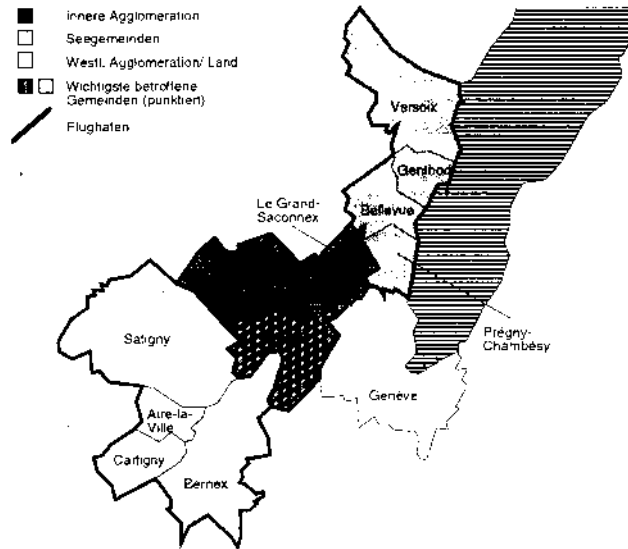 innere Agglomeration
Seegemeinden
Westl. Agglomeration/ Land
Wichtigste betroffene
Gemeinden (punktiert)
Flughafen
Versoix
Genthod
Le Grand-
Saconnex
Bellevue
Satigny
Prégny-
Chambésy
Genève
Aire-la-
Ville
Cartigny
Bernex